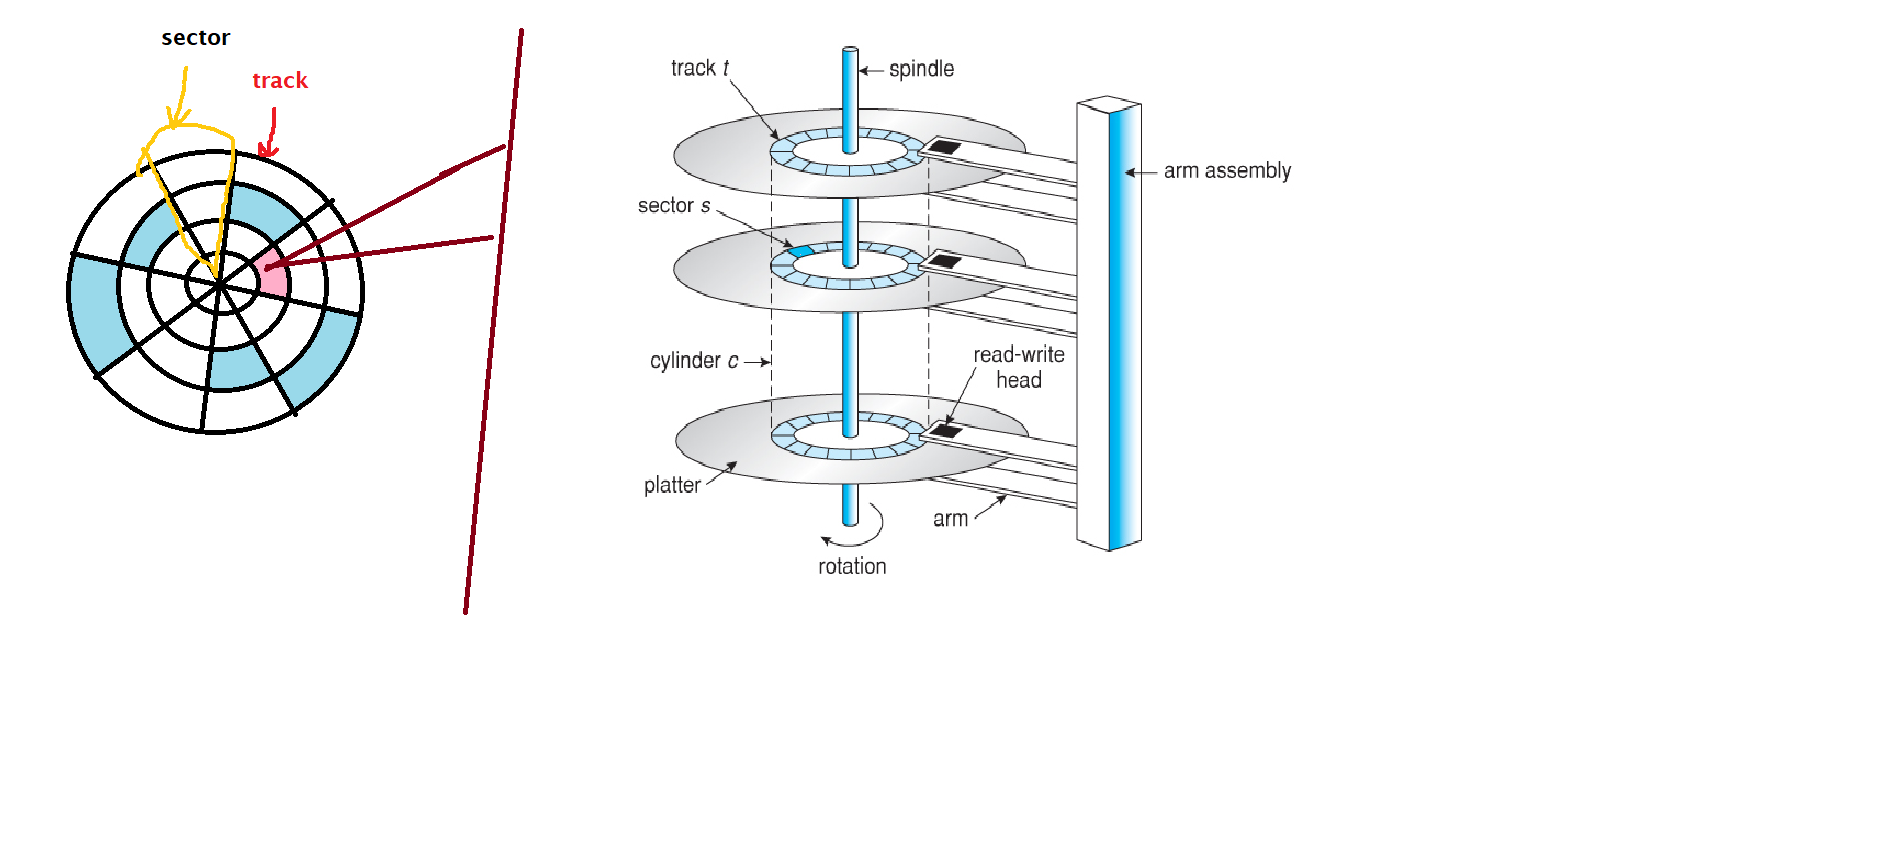 sector
track
track t
spindle
arm assembly
sector s
cylinder c
read-write
head
platter
arm
rotation